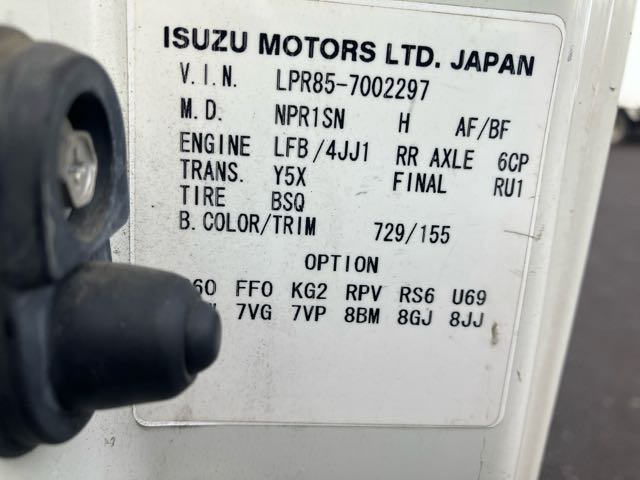 ISUZU MOTORS LTD. JAPAN
V.I.N. LPR85-7002297
M.D. NPR1SN H AF/BF
ENGINE LFB/4JJ1 RR AXLE 6CP
TRANS. Y5X FINAL RU1
TIRE BSQ
B.COLOR/TRIM 729/155
OPTION
FFO KG2 RPV RS6 U69
7VG 7VP 8BM 8GJ 8JJ